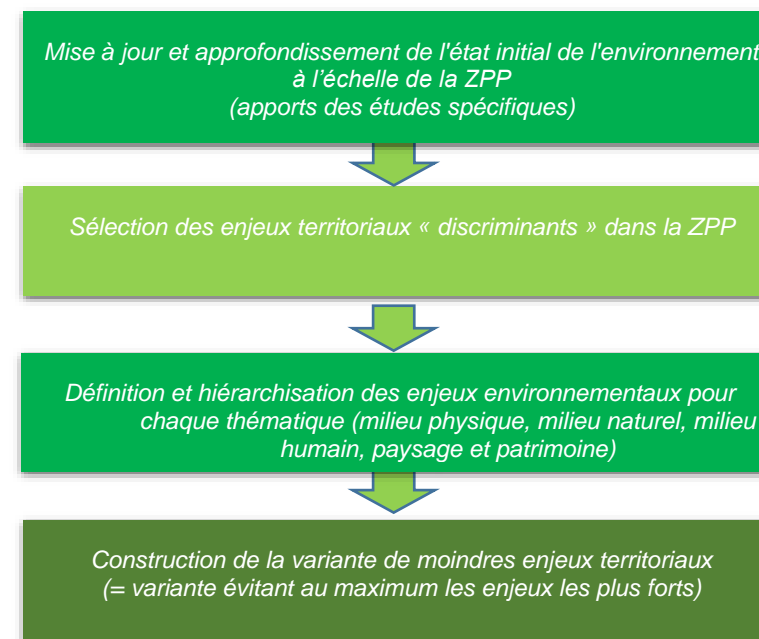 Mise à jour et approfondissement de l'état initial de l'environnement
à l’échelle de la ZPP
(apports des études spécifiques)
Sélection des enjeux territoriaux « discriminants » dans la ZPP
Définition et hiérarchisation des enjeux environnementaux pour
chaque thématique (milieu physique, milieu naturel, milieu
humain, paysage et patrimoine)
Construction de la variante de moindres enjeux territoriaux
(= variante évitant au maximum les enjeux les plus forts)